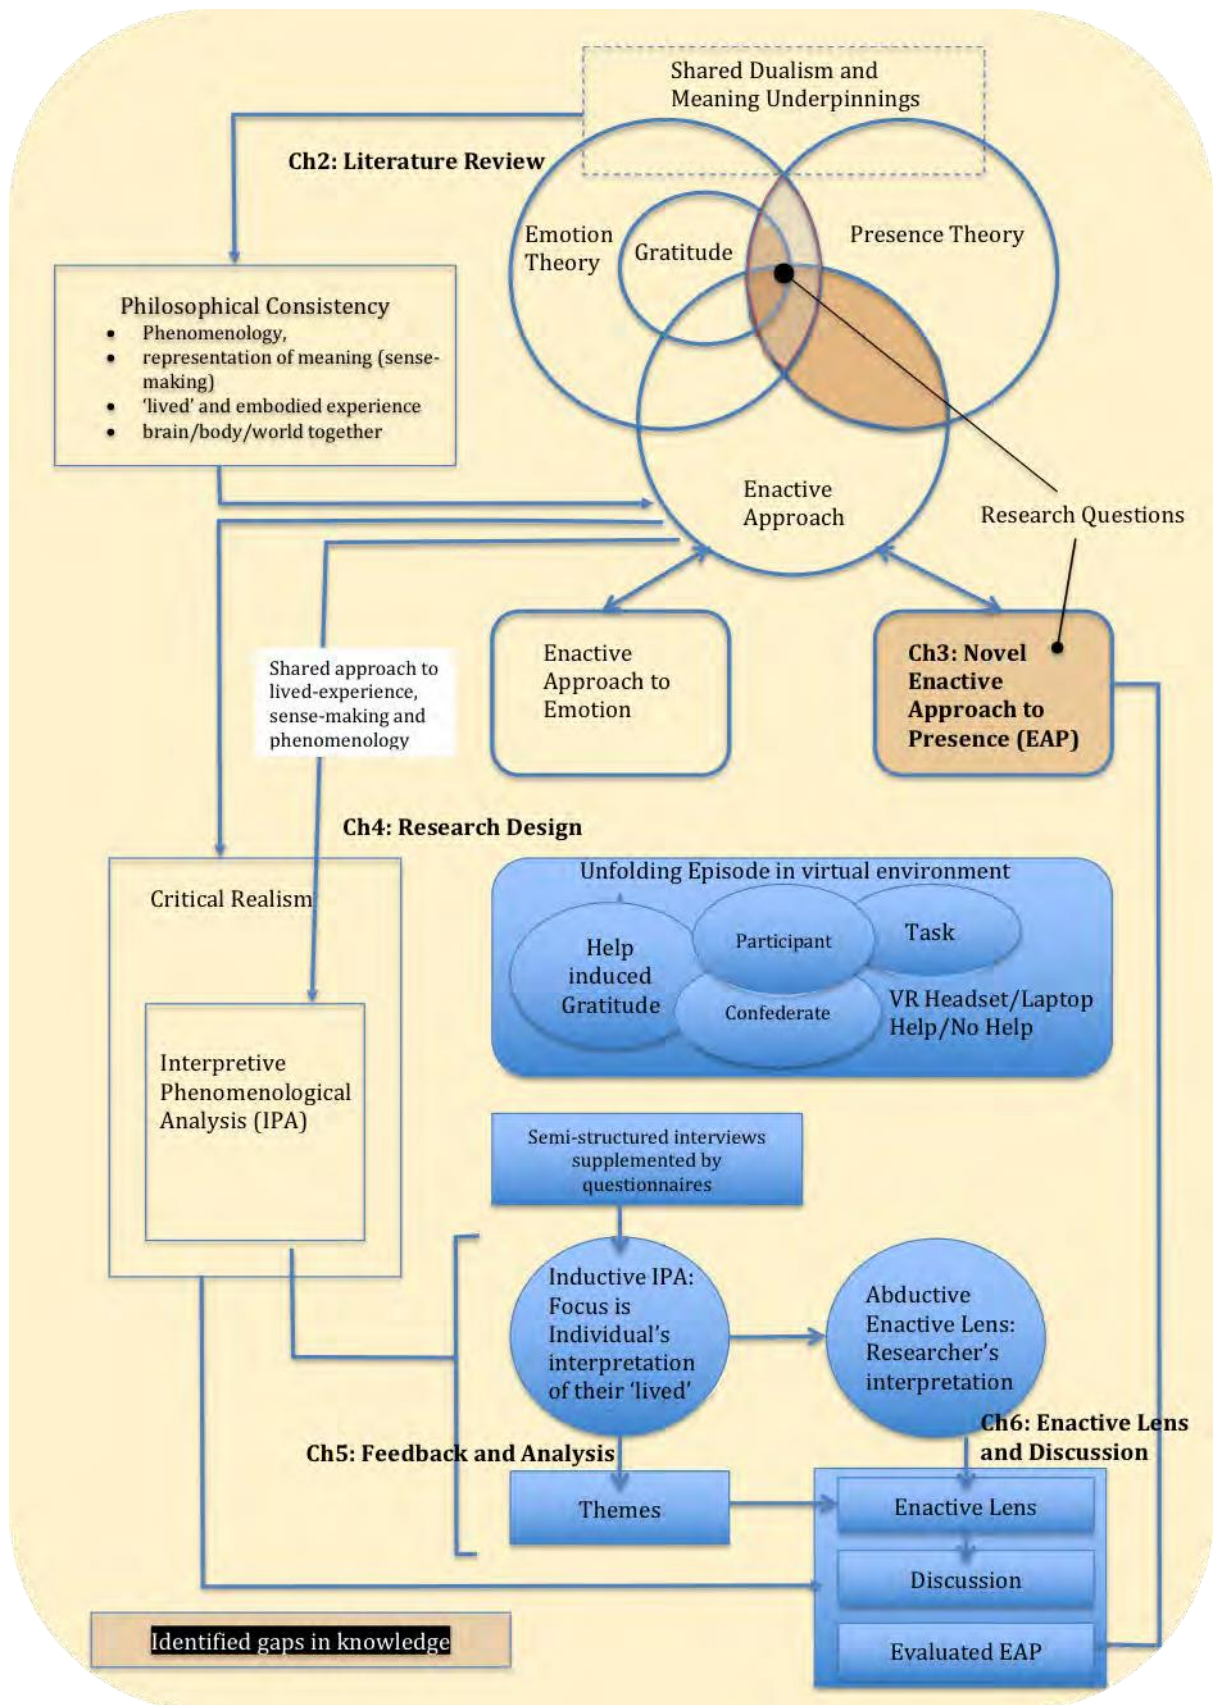 Shared Dualism and
Meaning Underpinnings
Ch2: Literature Review
Emotion
Theory
Gratitude
Presence Theory
Philosophical Consistency
• Phenomenology,
• representation of meaning (sense-
making)
• ‘lived’ and embodied experience
• brain/body/world together
Enactive
Approach
Research Questions
Shared approach to
lived-experience,
sense-making and
phenomenology
Enactive
Approach to
Emotion
Ch3: Novel
Enactive
Approach to
Presence (EAP)
Ch4: Research Design
Critical Realism
Interpretive
Phenomenological
Analysis (IPA)
Unfolding Episode in virtual environment
Help
induced
Gratitude
Participant
Task
Confederate
VR Headset/Laptop
Help/No Help
Semi-structured interviews
supplemented by
questionnaires
Inductive IPA:
Focus is
Individual’s
interpretation
of their ‘lived’
Abductive
Enactive Lens:
Researcher’s
interpretation
Ch5: Feedback and Analysis
Ch6: Enactive Lens
and Discussion
Themes
Enactive Lens
Discussion
Evaluated EAP
Identified gaps in knowledge